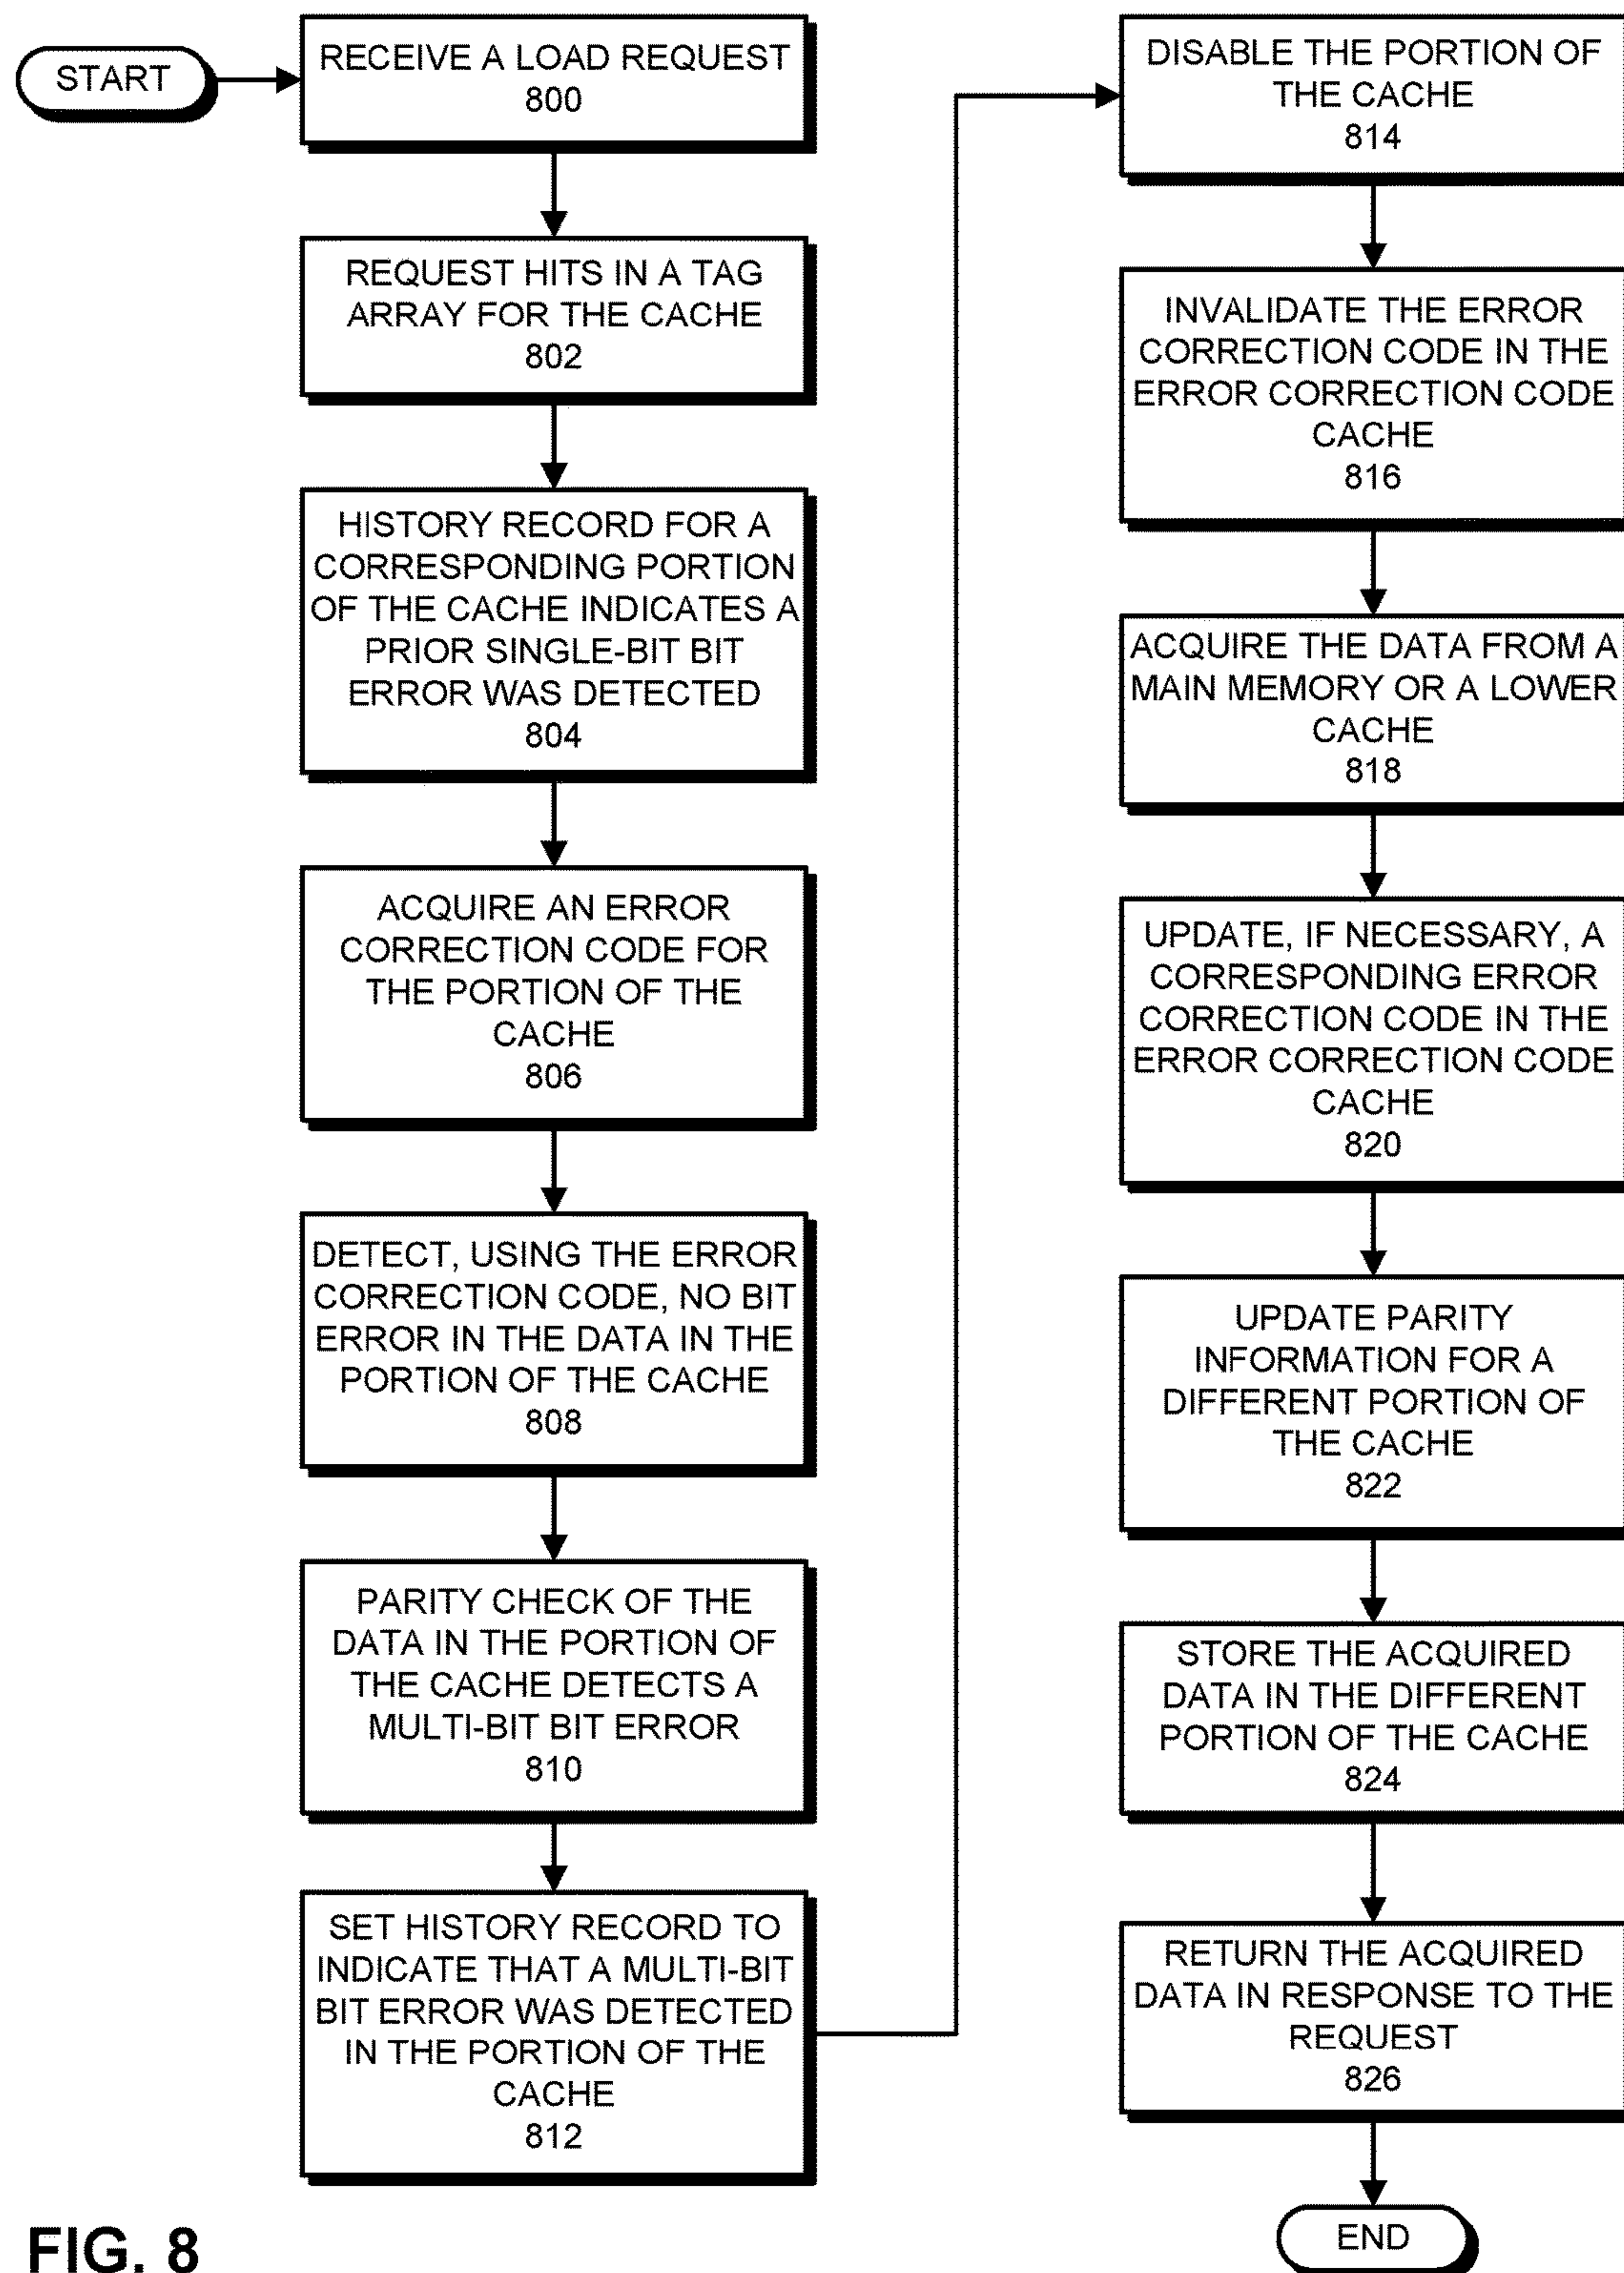 START
RECEIVE A LOAD REQUEST
800
REQUEST HITS IN A TAG
ARRAY FOR THE CACHE
802
HISTORY RECORD FOR A
CORRESPONDING PORTION
OF THE CACHE INDICATES A
PRIOR SINGLE-BIT BIT
ERROR WAS DETECTED
804
ACQUIRE AN ERROR
CORRECTION CODE FOR
THE PORTION OF THE
CACHE
806
DETECT, USING THE ERROR
CORRECTION CODE, NO BIT
ERROR IN THE DATA IN THE
PORTION OF THE CACHE
808
PARITY CHECK OF THE
DATA IN THE PORTION OF
THE CACHE DETECTS A
MULTI-BIT BIT ERROR
810
SET HISTORY RECORD TO
INDICATE THAT A MULTI-BIT
BIT ERROR WAS DETECTED
IN THE PORTION OF THE
CACHE
812
DISABLE THE PORTION OF
THE CACHE
814
INVALIDATE THE ERROR
CORRECTION CODE IN THE
ERROR CORRECTION CODE
CACHE
816
ACQUIRE THE DATA FROM A
MAIN MEMORY OR A LOWER
CACHE
818
UPDATE, IF NECESSARY, A
CORRESPONDING ERROR
CORRECTION CODE IN THE
ERROR CORRECTION CODE
CACHE
820
UPDATE PARITY
INFORMATION FOR A
DIFFERENT PORTION OF
THE CACHE
822
STORE THE ACQUIRED
DATA IN THE DIFFERENT
PORTION OF THE CACHE
824
RETURN THE ACQUIRED
DATA IN RESPONSE TO THE
REQUEST
826
END
FIG. 8